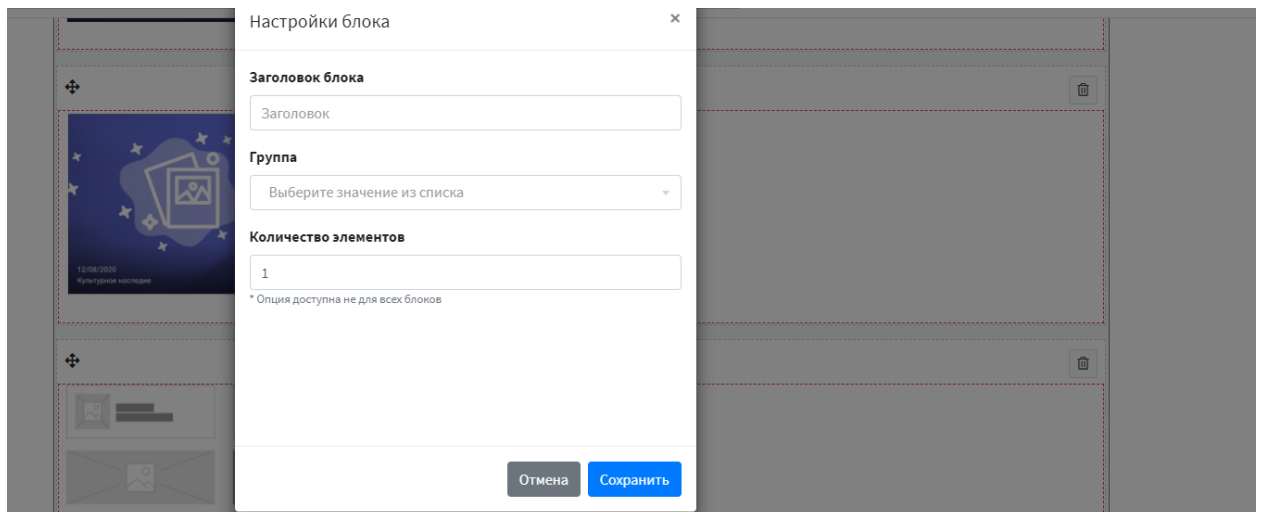 Настройки блока ×
Заголовок блока
Заголовок
Группа
Выберите значение из списка
Количество элементов
1
* Опция доступна не для всех блоков
12/08/2020
Культурное наследие
Отмена Сохранить